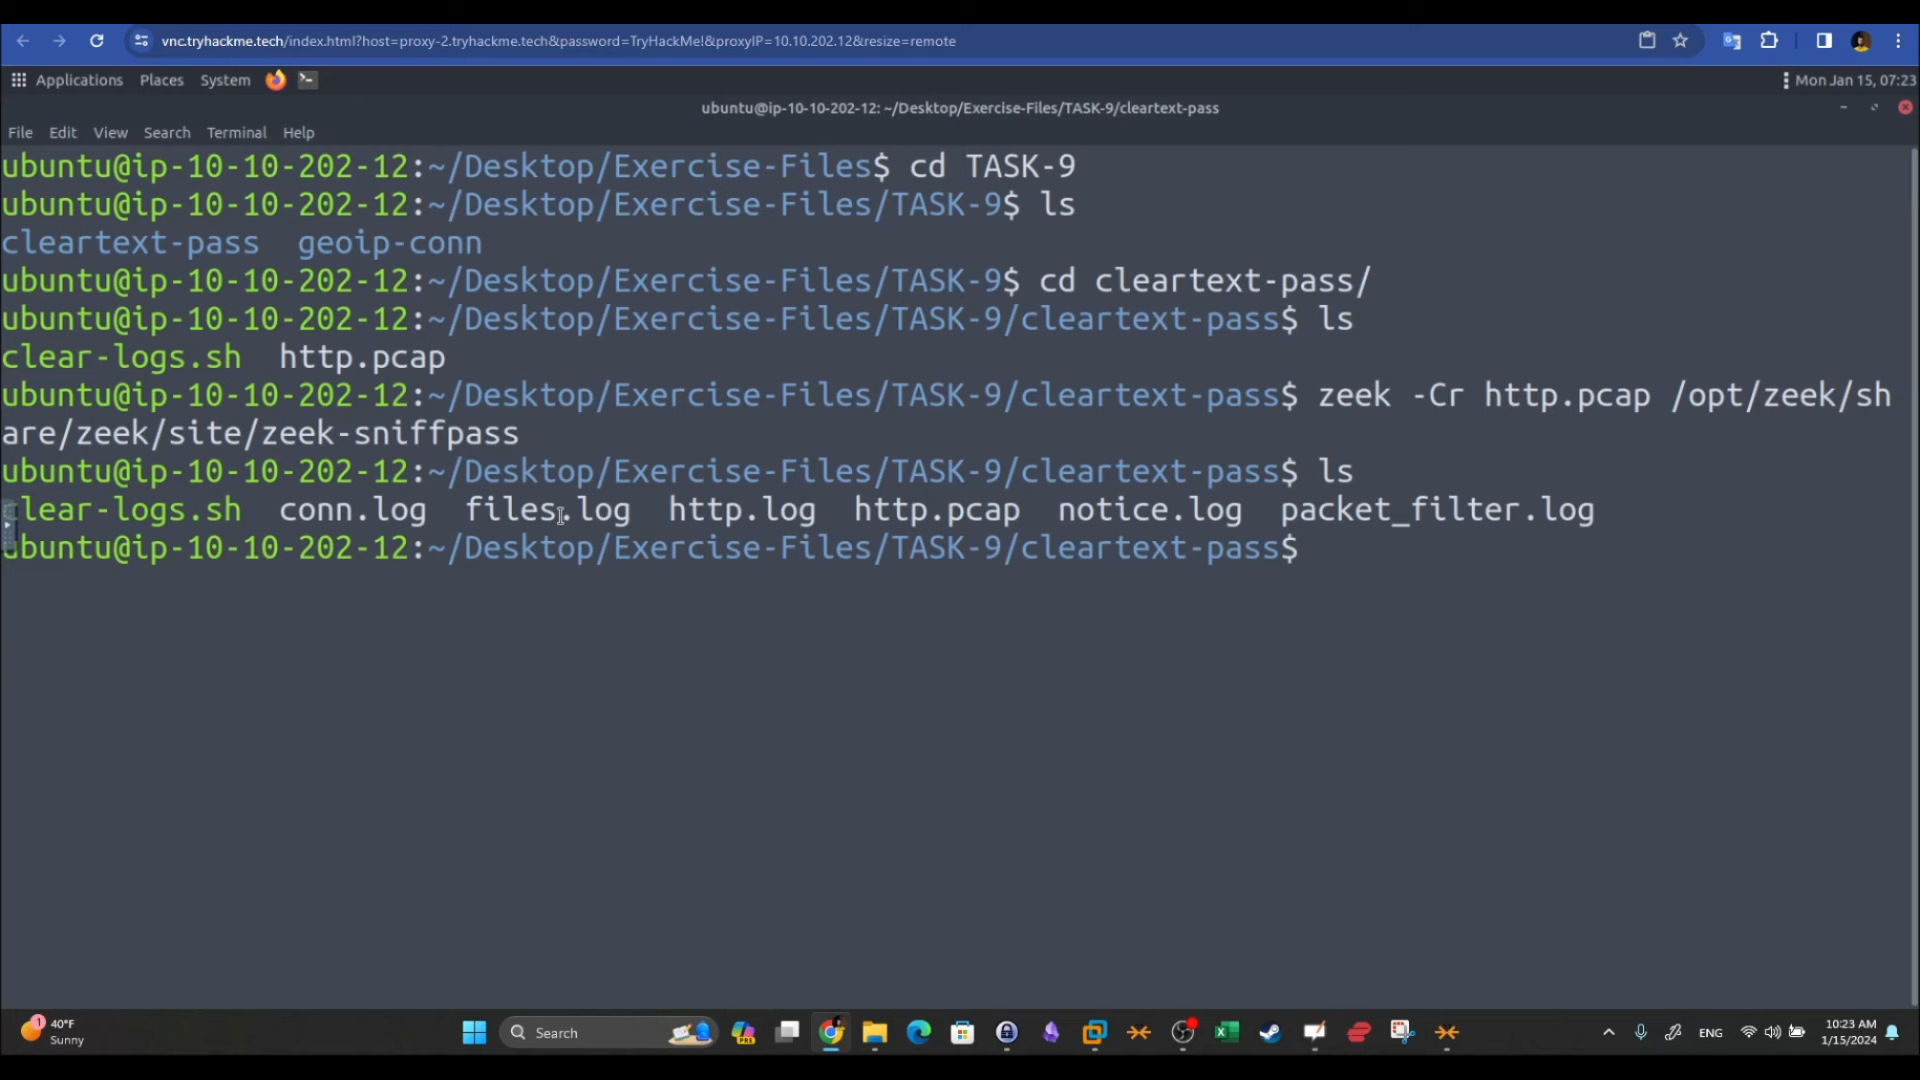 vnc.tryhackme.tech/index.html?host=proxy-2.tryhackme.tech&password=TryHackMe!&proxyIP=10.10.202.12&resize=remote
Applications Places System Mon Jan 15, 07:23
ubuntu@ip-10-10-202-12: ~/Desktop/Exercise-Files/TASK-9/cleartext-pass
File Edit View Search Terminal Help
ubuntu@ip-10-10-202-12:~/Desktop/Exercise-Files$ cd TASK-9
ubuntu@ip-10-10-202-12:~/Desktop/Exercise-Files/TASK-9$ ls
cleartext-pass geoip-conn
ubuntu@ip-10-10-202-12:~/Desktop/Exercise-Files/TASK-9$ cd cleartext-pass/
ubuntu@ip-10-10-202-12:~/Desktop/Exercise-Files/TASK-9/cleartext-pass$ ls
clear-logs.sh http.pcap
ubuntu@ip-10-10-202-12:~/Desktop/Exercise-Files/TASK-9/cleartext-pass$ zeek -Cr http.pcap /opt/zeek/sh
are/zeek/site/zeek-sniffpass
ubuntu@ip-10-10-202-12:~/Desktop/Exercise-Files/TASK-9/cleartext-pass$ ls
clear-logs.sh conn.log files.log http.log http.pcap notice.log packet_filter.log
ubuntu@ip-10-10-202-12:~/Desktop/Exercise-Files/TASK-9/cleartext-pass$
1 40°F
Sunny
Search
PRE
ENG
10:23 AM
1/15/2024